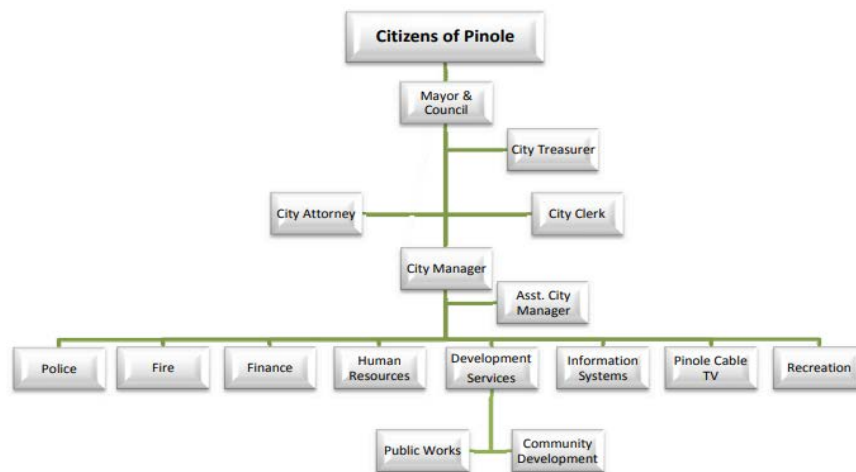 Citizens of Pinole
Mayor &
Council
City Treasurer
City Attorney
City Clerk
City Manager
Asst. City
Manager
Police
Fire
Finance
Human
Resources
Development
Services
Information
Systems
Pinole Cable
TV
Recreation
Public Works
Community
Development